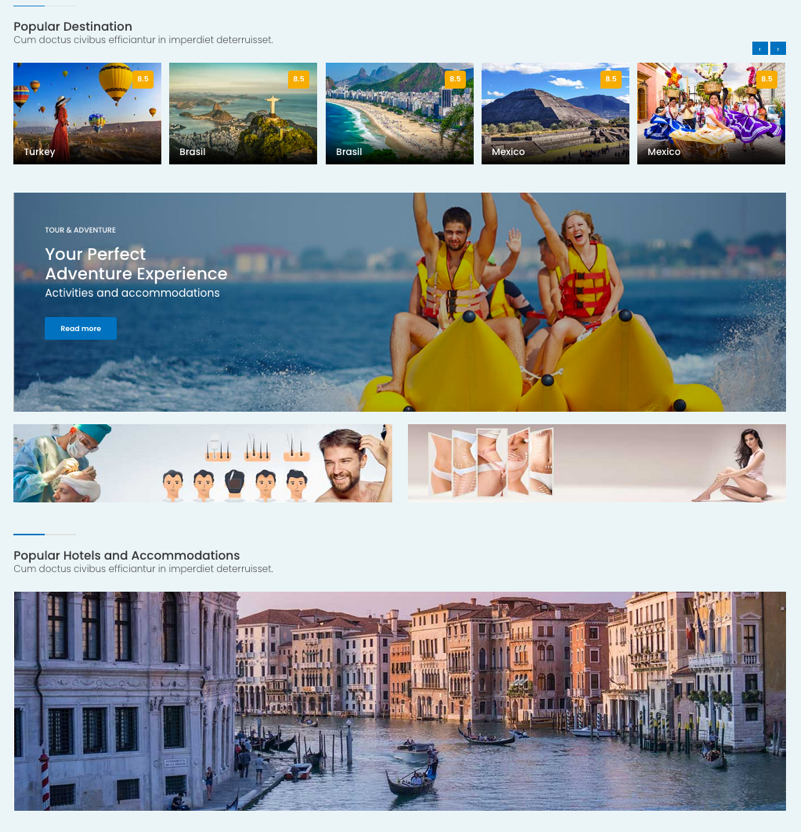 Popular Destination
Cum doctus civibus efficiantur in imperdiet deterruisset.
‹ ›
8.5
8.5
8.5
8.5
8.5
Turkey
Brasil
Brasil
Mexico
Mexico
TOUR & ADVENTURE
Your Perfect
Adventure Experience
Activities and accommodations
Read more
Popular Hotels and Accommodations
Cum doctus civibus efficiantur in imperdiet deterruisset.